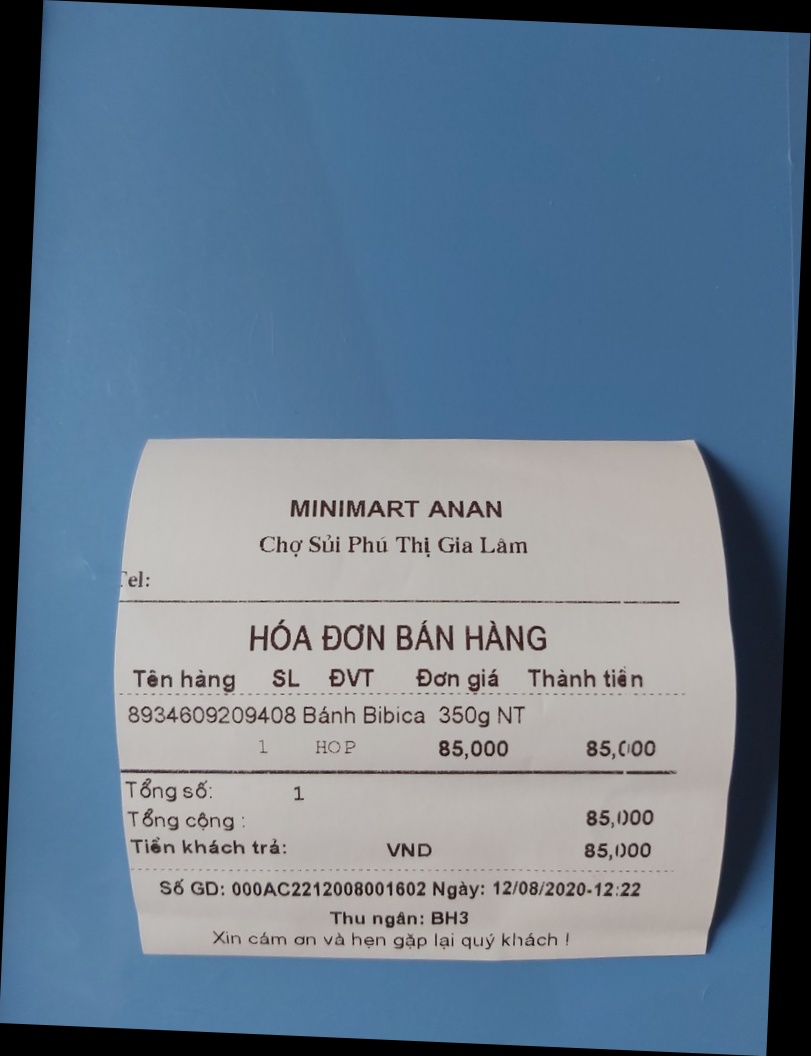 MINIMART ANAN
Chợ Sủi Phú Thị Gia Lâm
Tel:
HÓA ĐƠN BÁN HÀNG
Tên hàng SL ĐVT Đơn giá Thành tiền
8934609209408 Bánh Bibica 350g NT
1 HOP 85,000 85,000
Tổng số: 1
Tổng cộng : 85,000
Tiền khách trả: VND 85,000
Số GD: 000AC2212008001602 Ngày: 12/08/2020-12:22
Thu ngân: BH3
Xin cám ơn và hẹn gặp lại quý khách !